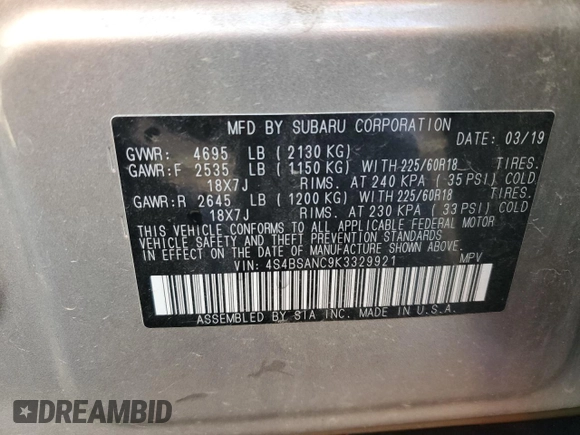 MFD BY SUBARU CORPORATION
DATE: 03/19
GVWR: 4695 LB (2130 KG)
GAWR:F 2535 LB (1150 KG) WITH 225/60R18 TIRES.
18X7J RIMS. AT 240 KPA (35 PSI) COLD
GAWR:R 2645 LB (1200 KG) WITH 225/60R18 TIRES.
18X7J RIMS. AT 230 KPA (33 PSI) COLD
THIS VEHICLE CONFORMS TO ALL APPLICABLE FEDERAL MOTOR
VEHICLE SAFETY AND THEFT PREVENTION STANDARDS
IN EFFECT ON THE DATE OF MANUFACTURE SHOWN ABOVE.
VIN: 4S4BSANC9K3329921 MPV
ASSEMBLED BY SIA INC. MADE IN U.S.A.
DREAMBID